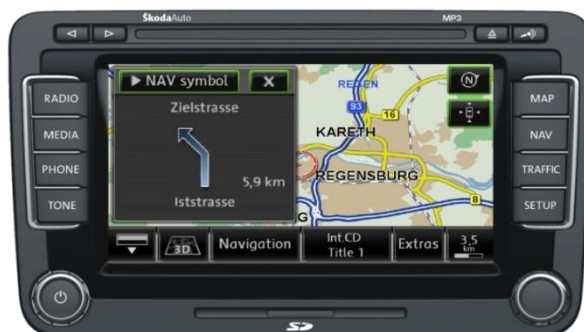 ŠkodaAuto
MP3
RADIO
MEDIA
PHONE
TONE
NAV symbol
X
Zielstrasse
5,9 km
Iststrasse
REGEN
93
16
KARETH
REGENSBURG
G
8
N
MAP
NAV
TRAFFIC
SETUP
3D
Navigation
Int.CD
Title 1
Extras
3,5
km
SD